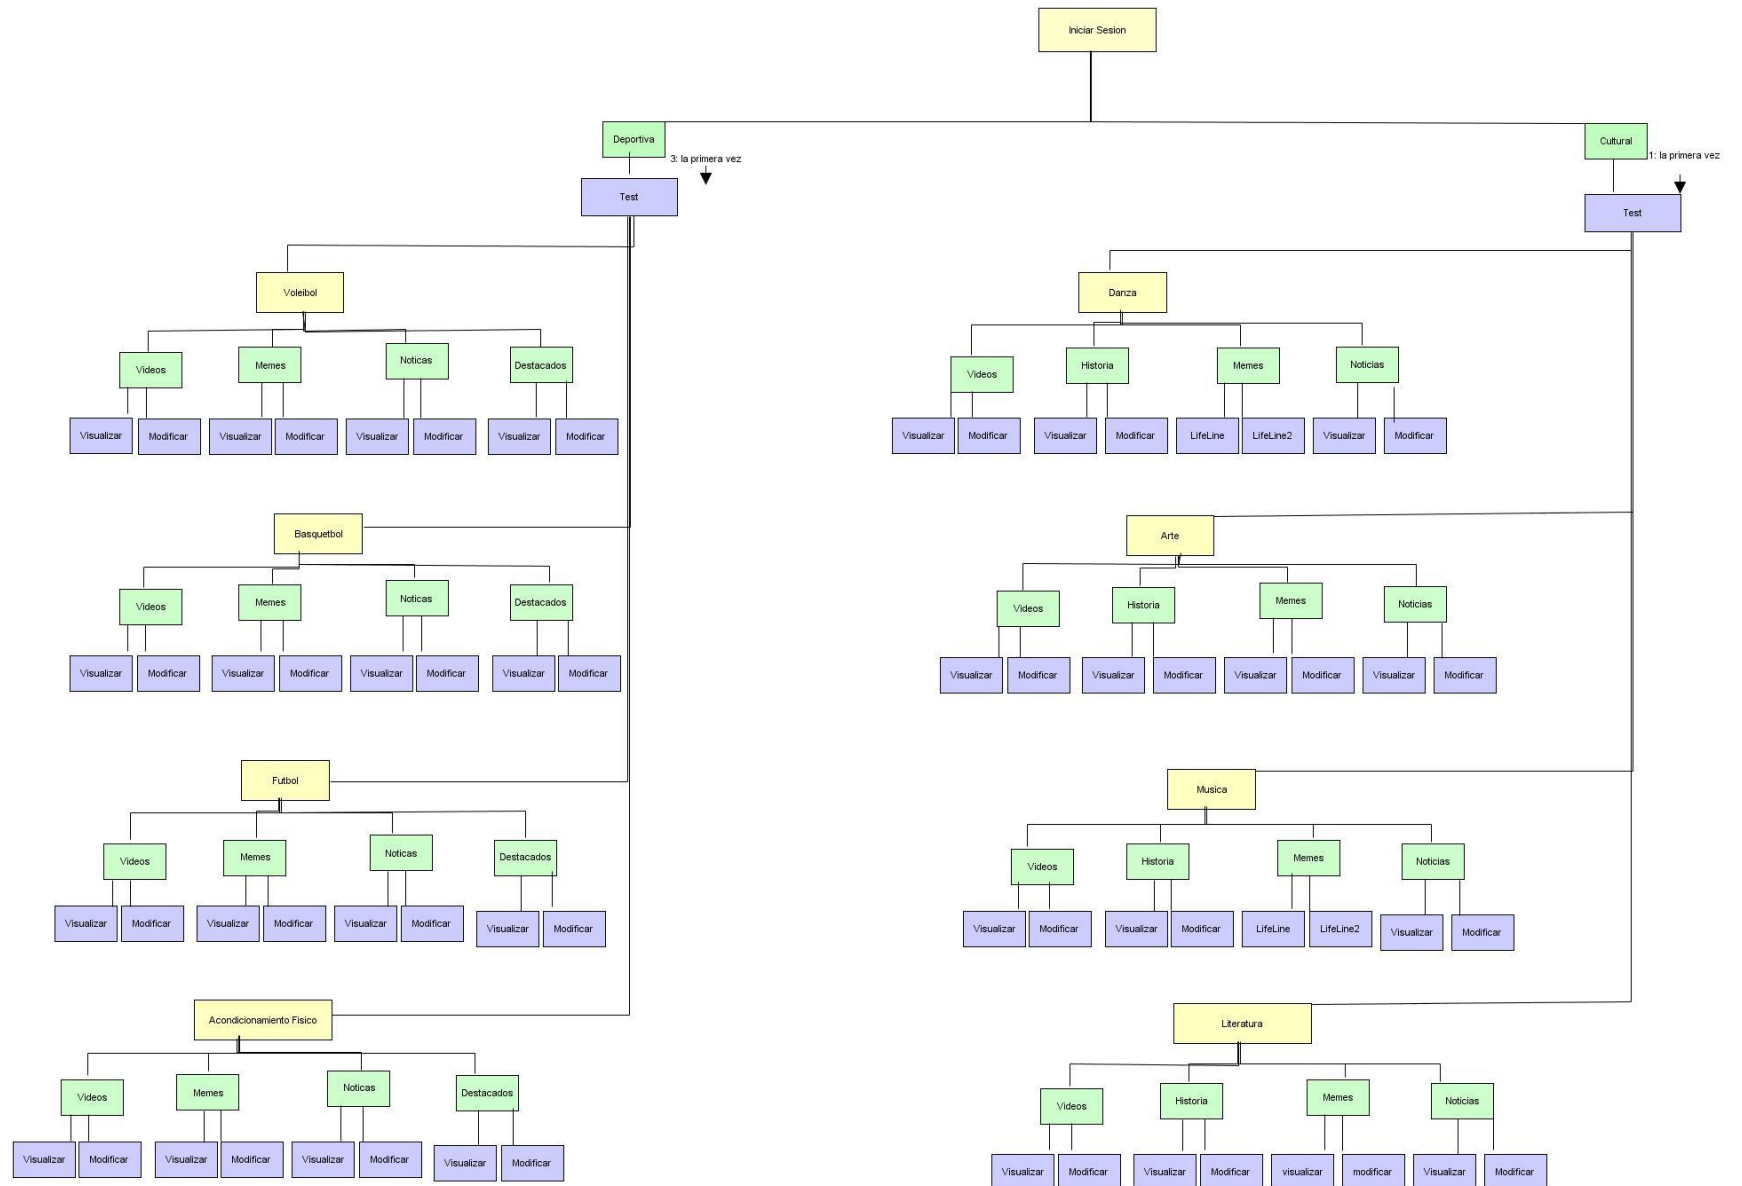 Iniciar Sesion
Deportiva
3: la primera vez
Test
Cultural
1: la primera vez
Test
Voleibol
Videos
Memes
Noticas
Destacados
Visualizar
Modificar
Visualizar
Modificar
Visualizar
Modificar
Visualizar
Modificar
Danza
Videos
Historia
Memes
Noticias
Visualizar
Modificar
Visualizar
Modificar
LifeLine
LifeLine2
Visualizar
Modificar
Basquetbol
Videos
Memes
Noticas
Destacados
Visualizar
Modificar
Visualizar
Modificar
Visualizar
Modificar
Visualizar
Modificar
Arte
Videos
Historia
Memes
Noticias
Visualizar
Modificar
Visualizar
Modificar
Visualizar
Modificar
Visualizar
Modificar
Futbol
Videos
Memes
Noticas
Destacados
Visualizar
Modificar
Visualizar
Modificar
Visualizar
Modificar
Visualizar
Modificar
Musica
Videos
Historia
Memes
Noticias
Visualizar
Modificar
Visualizar
Modificar
LifeLine
LifeLine2
Visualizar
Modificar
Acondicionamiento Fisico
Videos
Memes
Noticas
Destacados
Visualizar
Modificar
Visualizar
Modificar
Visualizar
Modificar
Visualizar
Modificar
Literatura
Videos
Historia
Memes
Noticias
Visualizar
Modificar
Visualizar
Modificar
visualizar
modificar
Visualizar
Modificar